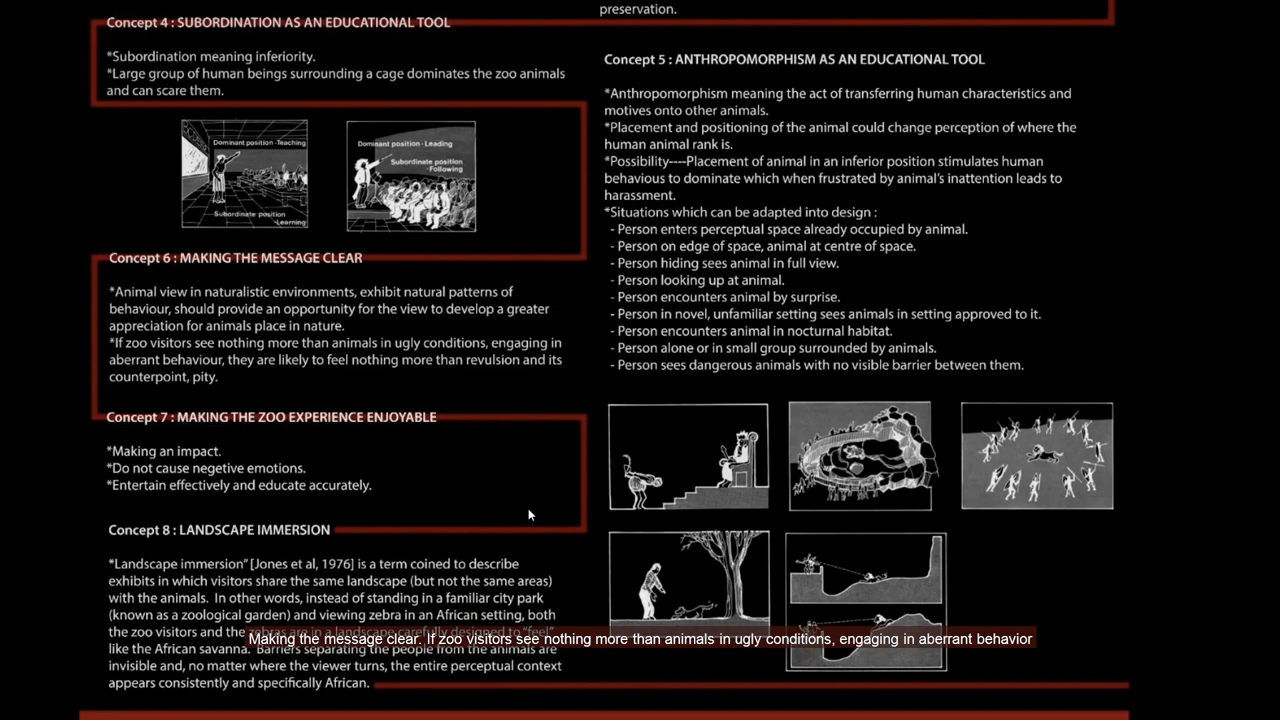 preservation.
Concept 4 : SUBORDINATION AS AN EDUCATIONAL TOOL
*Subordination meaning inferiority.
*Large group of human beings surrounding a cage dominates the zoo animals
and can scare them.
Dominant position - Teaching
Subordinate position
- Learning
Dominant position - Leading
Subordinate position
- Following
Concept 6 : MAKING THE MESSAGE CLEAR
*Animal view in naturalistic environments, exhibit natural patterns of
behaviour, should provide an opportunity for the view to develop a greater
appreciation for animals place in nature.
*If zoo visitors see nothing more than animals in ugly conditions, engaging in
aberrant behaviour, they are likely to feel nothing more than revulsion and its
counterpoint, pity.
Concept 7 : MAKING THE ZOO EXPERIENCE ENJOYABLE
*Making an impact.
*Do not cause negetive emotions.
*Entertain effectively and educate accurately.
Concept 8 : LANDSCAPE IMMERSION
*Landscape immersion" [Jones et al, 1976] is a term coined to describe
exhibits in which visitors share the same landscape (but not the same areas)
with the animals. In other words, instead of standing in a familiar city park
(known as a zoological garden) and viewing zebra in an African setting, both
the zoo visitors and the zebras are in a landscape carefully designed to "feel"
like the African savanna. Barriers separating the people from the animals are
invisible and, no matter where the viewer turns, the entire perceptual context
appears consistently and specifically African.
Concept 5 : ANTHROPOMORPHISM AS AN EDUCATIONAL TOOL
*Anthropomorphism meaning the act of transferring human characteristics and
motives onto other animals.
*Placement and positioning of the animal could change perception of where the
human animal rank is.
*Possibility----Placement of animal in an inferior position stimulates human
behavious to dominate which when frustrated by animal's inattention leads to
harassment.
*Situations which can be adapted into design :
- Person enters perceptual space already occupied by animal.
- Person on edge of space, animal at centre of space.
- Person hiding sees animal in full view.
- Person looking up at animal.
- Person encounters animal by surprise.
- Person in novel, unfamiliar setting sees animals in setting approved to it.
- Person encounters animal in nocturnal habitat.
- Person alone or in small group surrounded by animals.
- Person sees dangerous animals with no visible barrier between them.
Making the message clear. If zoo visitors see nothing more than animals in ugly conditions, engaging in aberrant behavior